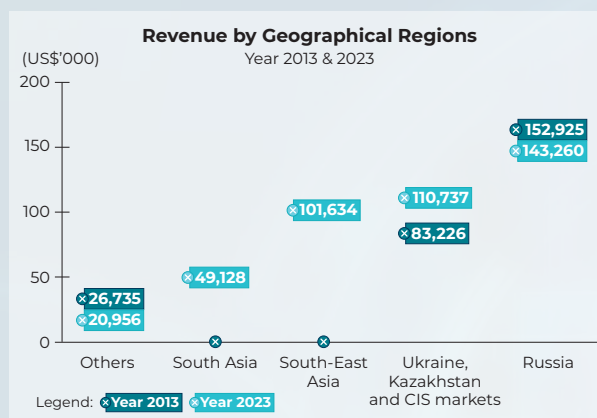 Revenue by Geographical Regions
(US$'000)
Year 2013 & 2023
200
150
100
50
0
152,925
143,260
110,737
83,226
101,634
49,128
26,735
20,956
Others
South Asia
South-East
Asia
Ukraine,
Kazakhstan
and CIS markets
Russia
Legend: Year 2013 Year 2023